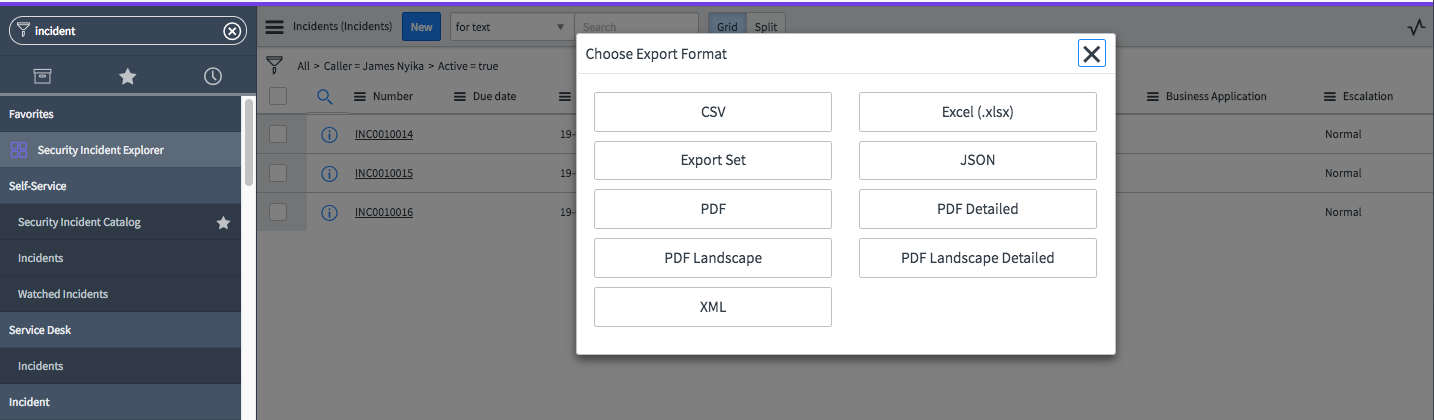 incident
Favorites
Security Incident Explorer
Self-Service
Security Incident Catalog
Incidents
Watched Incidents
Service Desk
Incidents
Incident
Incidents (Incidents) New for text Search Grid Split
All > Caller = James Nyika > Active = true
Number Due date Business Application Escalation
INC0010014 19- Normal
INC0010015 19- Normal
INC0010016 19- Normal
Choose Export Format
CSV Excel (.xlsx)
Export Set JSON
PDF PDF Detailed
PDF Landscape PDF Landscape Detailed
XML